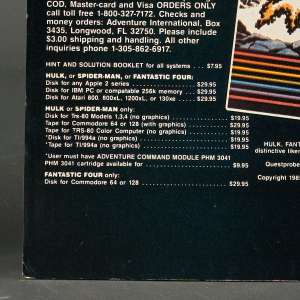 COD. Master-card and Visa ORDERS ONLY
call toll free 1-800-327-7172. Checks and
money orders: Adventure International, Box
3435, Longwood, FL 32750. Please include
$3.00 shipping and handling. All other
inquiries phone 1-305-862-6917.
HINT AND SOLUTION BOOKLET for all systems $7.95
HULK, or SPIDER-MAN, or FANTASTIC FOUR:
Disk for any Apple 2 series $29.95
Disk for IBM PC or compatable 256k memory $29.95
Disk for Atari 800, 800xL, 1200xL, or 130xe $29.95
HULK or SPIDER-MAN only:
Disk for Trs-80 Models 1,3,4 (no graphics) $19.95
Tape for Commodore 64 or 128 (with graphics) $29.95
Tape for TRS-80 Color Computer (no graphics) $19.95
*Disk for TI/994a (no graphics) $19.95
*Tape for TI/994a (no graphics) $19.95
*User must have ADVENTURE COMMAND MODULE PHM 3041
PHM 3041 cartridge available for $9.95
FANTASTIC FOUR only:
Disk for Commodore 64 or 128 $29.95
HULK, FANT
distinctive liken
Questprobe
Copyright 198